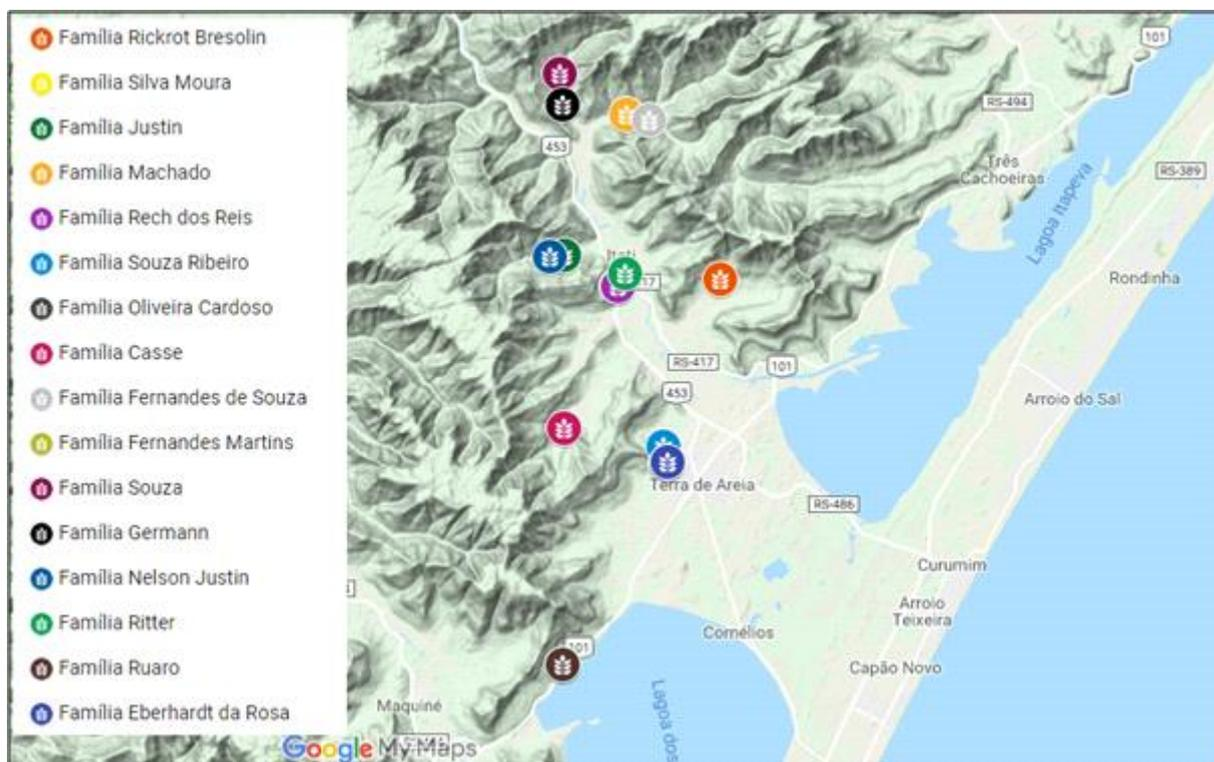 Família Rickrot Bresolin
Família Silva Moura
Família Justin
Família Machado
Família Rech dos Reis
Família Souza Ribeiro
Família Oliveira Cardoso
Família Casse
Família Fernandes de Souza
Família Fernandes Martins
Família Souza
Família Germann
Família Nelson Justin
Família Ritter
Família Ruaro
Família Eberhardt da Rosa
101
RS-494
453
Três
Cachoeiras
RS-389
Lagoa Itapeva
Itati
17
Rondinha
RS-417
101
453
Arroio do Sal
Terra de Areia
RS-486
Curumim
Arroio
Teixeira
Cornélios
101
Capão Novo
Maquiné
Lagoa dos
Google My Maps